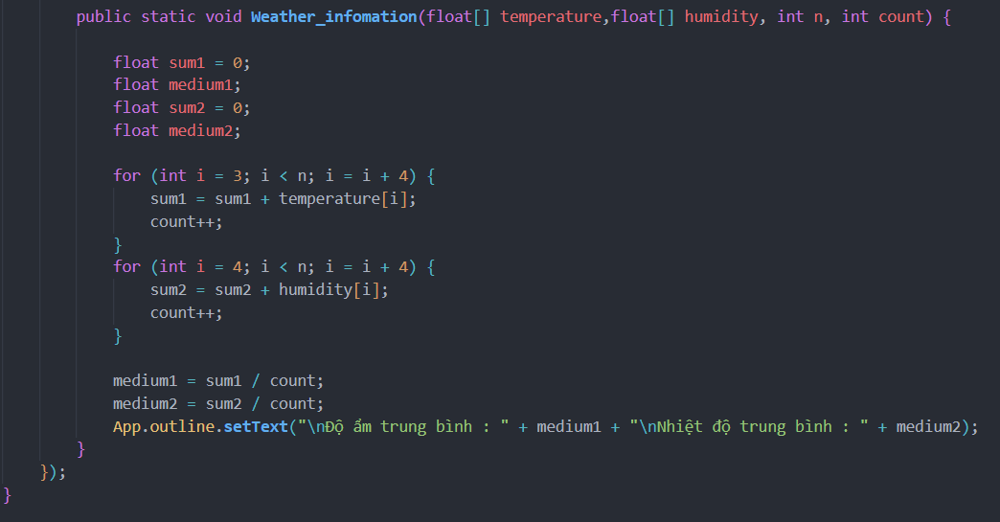 public static void Weather_infomation(float[] temperature,float[] humidity, int n, int count) {
float sum1 = 0;
float medium1;
float sum2 = 0;
float medium2;
for (int i = 3; i < n; i = i + 4) {
sum1 = sum1 + temperature[i];
count++;
}
for (int i = 4; i < n; i = i + 4) {
sum2 = sum2 + humidity[i];
count++;
}
medium1 = sum1 / count;
medium2 = sum2 / count;
App.outline.setText("\nĐộ ẩm trung bình : " + medium1 + "\nNhiệt độ trung bình : " + medium2);
}
});
}